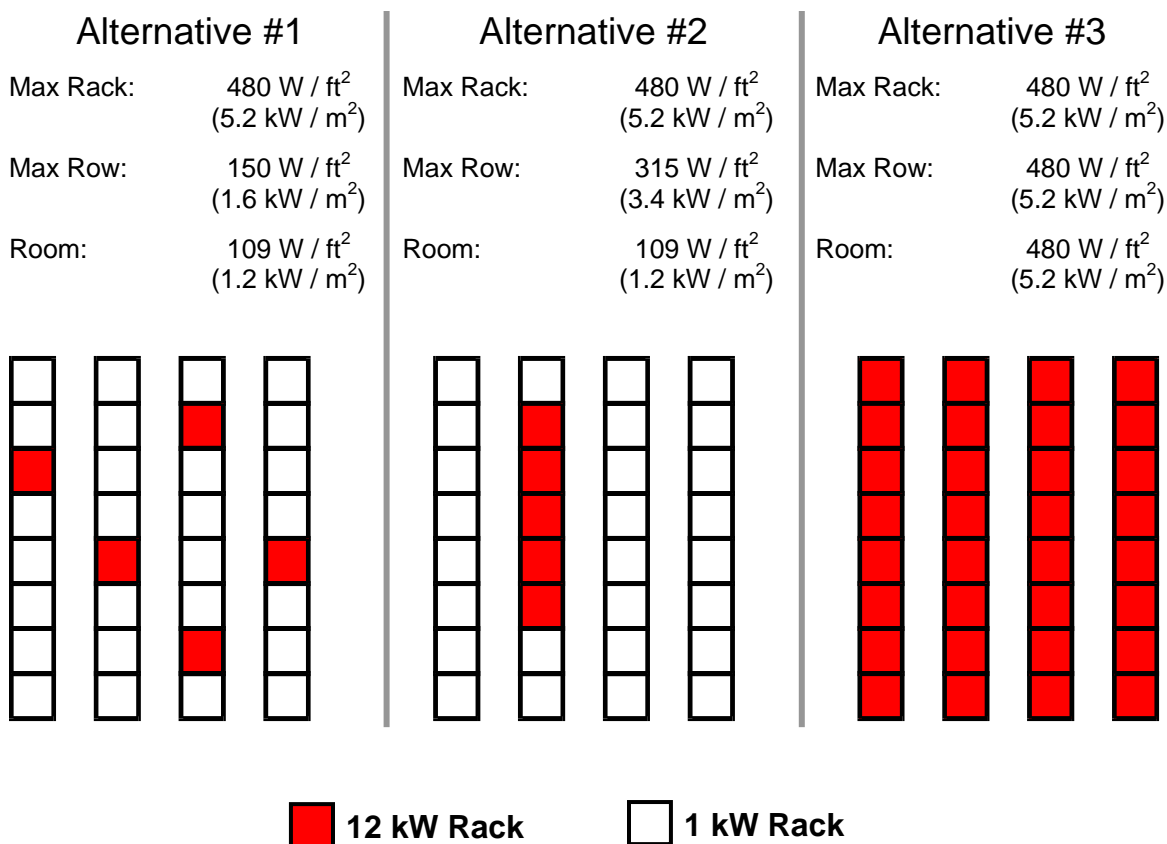 Alternative #1
Max Rack: 480 W / ft²
(5.2 kW / m²)
Max Row: 150 W / ft²
(1.6 kW / m²)
Room: 109 W / ft²
(1.2 kW / m²)
Alternative #2
Max Rack: 480 W / ft²
(5.2 kW / m²)
Max Row: 315 W / ft²
(3.4 kW / m²)
Room: 109 W / ft²
(1.2 kW / m²)
Alternative #3
Max Rack: 480 W / ft²
(5.2 kW / m²)
Max Row: 480 W / ft²
(5.2 kW / m²)
Room: 480 W / ft²
(5.2 kW / m²)
12 kW Rack
1 kW Rack